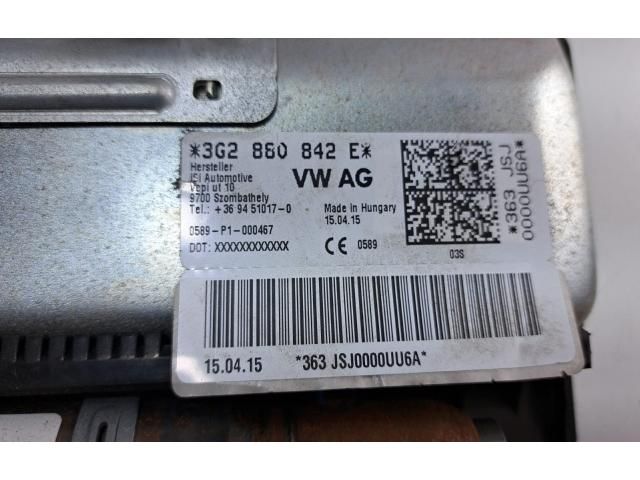 *3G2 880 842 E*
Hersteller
iSi Automotive
Vepi ut 10
9700 Szombathely
Tel.: +36 94 51017-0
0589-P1-000467
DOT: XXXXXXXXXXXX
VW AG
Made in Hungary
15.04.15
CE 0589
03S
*363 JSJ
0000UU6A*
15.04.15 *363 JSJ0000UU6A*